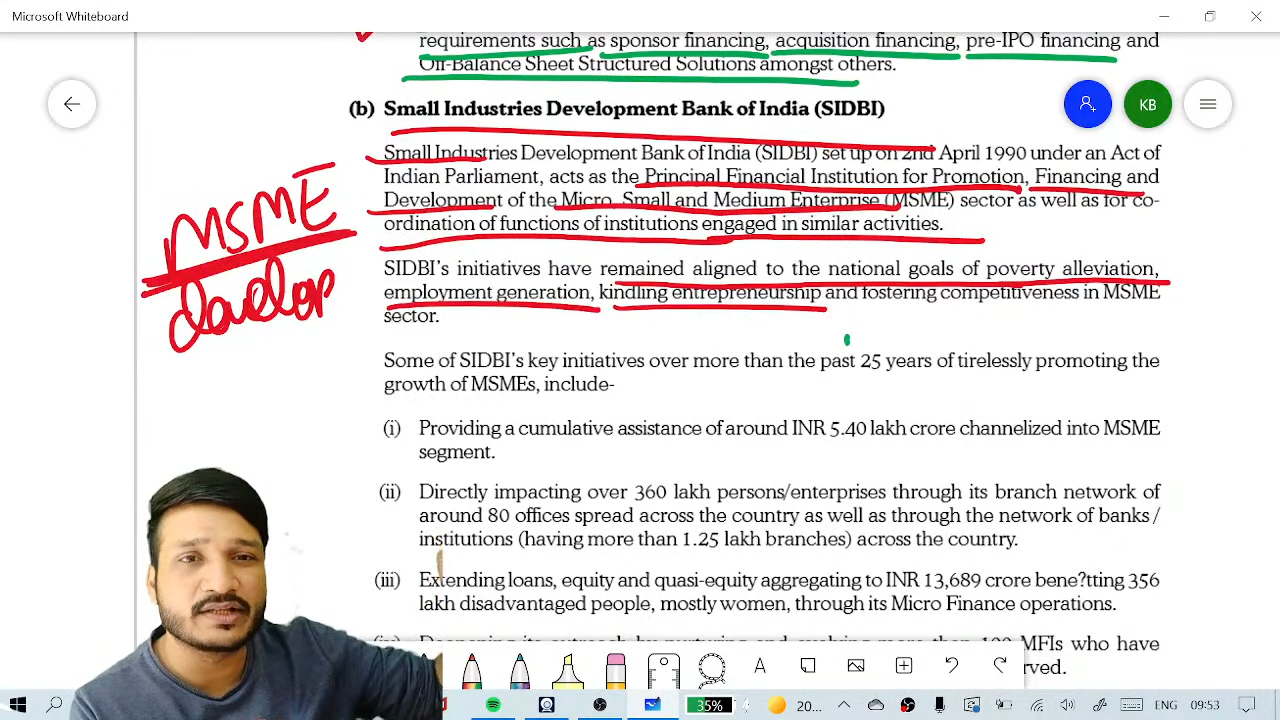 Microsoft Whiteboard
requirements such as sponsor financing, acquisition financing, pre-IPO financing and
Off-Balance Sheet Structured Solutions amongst others.
(b) Small Industries Development Bank of India (SIDBI)
KB
Small Industries Development Bank of India (SIDBI) set up on 2nd April 1990 under an Act of
Indian Parliament, acts as the Principal Financial Institution for Promotion, Financing and
Development of the Micro, Small and Medium Enterprise (MSME) sector as well as for co-
ordination of functions of institutions engaged in similar activities.
MSME
SIDBI's initiatives have remained aligned to the national goals of poverty alleviation,
employment generation, kindling entrepreneurship and fostering competitiveness in MSME
sector.
Some of SIDBI's key initiatives over more than the past 25 years of tirelessly promoting the
growth of MSMEs, include-
(i) Providing a cumulative assistance of around INR 5.40 lakh crore channelized into MSME
segment.
(ii) Directly impacting over 360 lakh persons/enterprises through its branch network of
around 80 offices spread across the country as well as through the network of banks /
institutions (having more than 1.25 lakh branches) across the country.
(iii) Extending loans, equity and quasi-equity aggregating to INR 13,689 crore bene?tting 356
lakh disadvantaged people, mostly women, through its Micro Finance operations.
MFIs who have
rved.
35%
20...
ENG
09:53